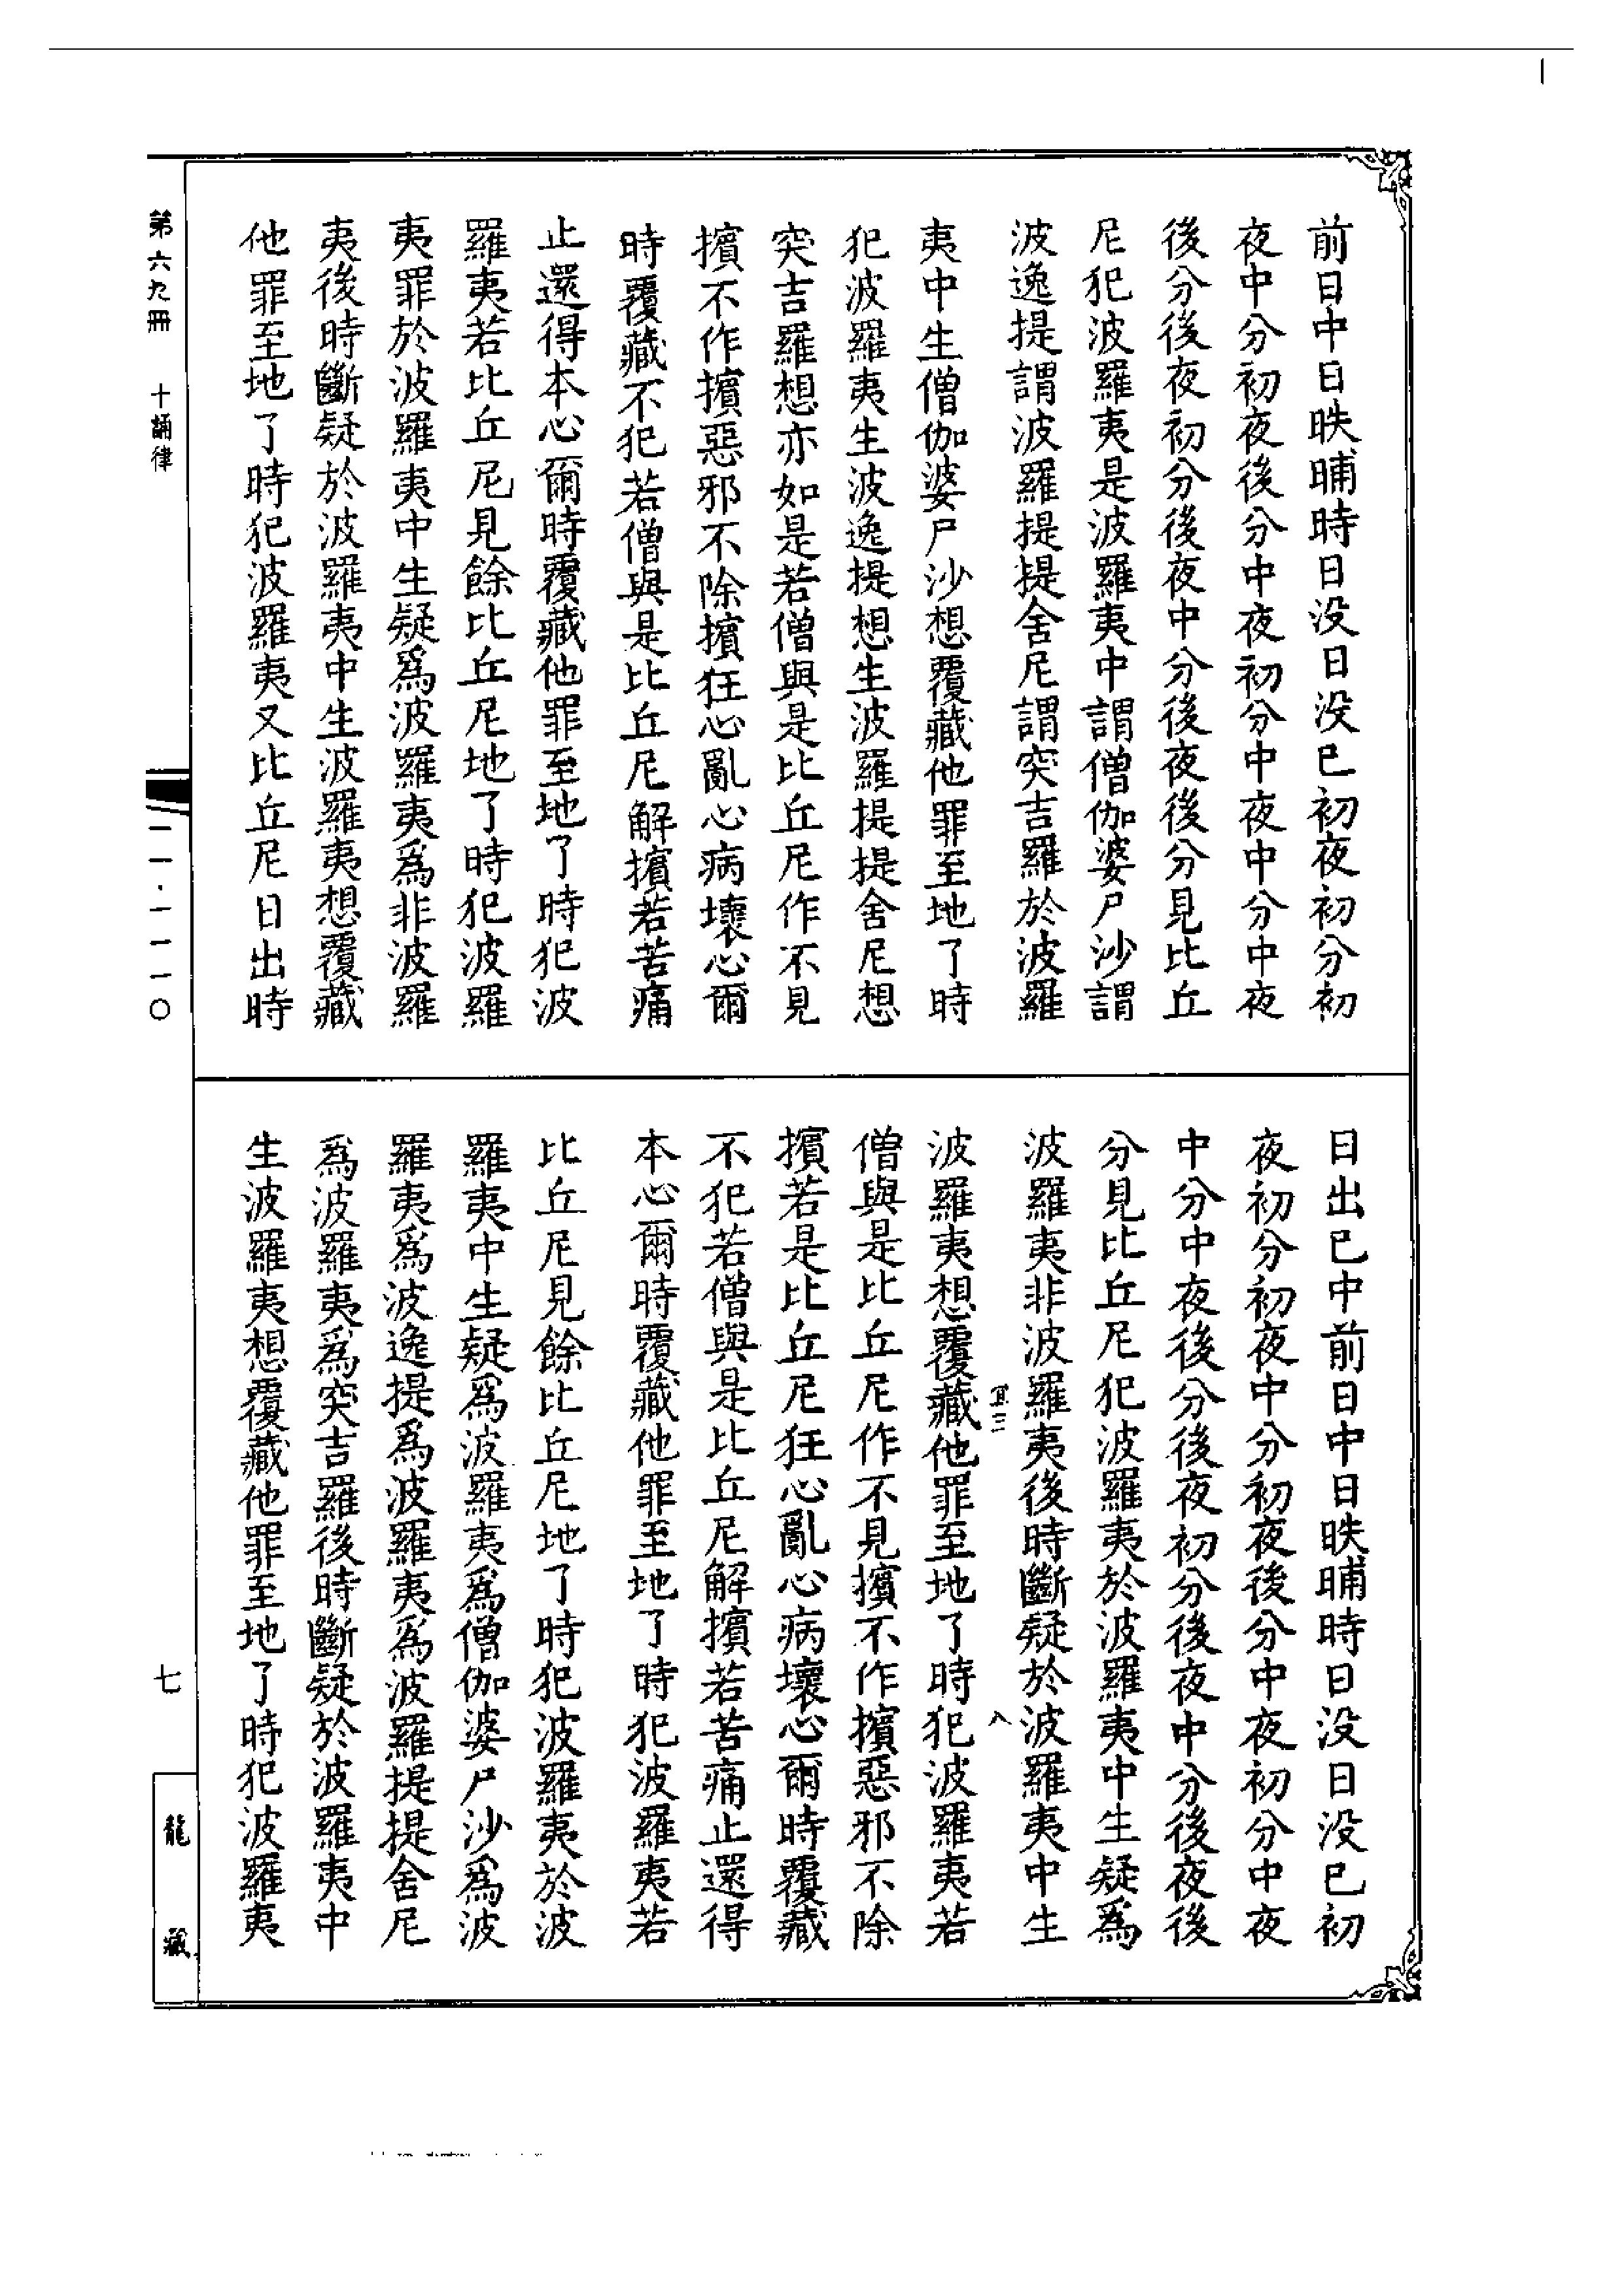 前日中日昳晡時日没日没已初夜初分初
夜中分初夜後分中夜初分中夜中分中夜
後分後夜初分後夜中分後夜後分見比丘
尼犯波羅夷是波羅夷中謂僧伽婆尸沙謂
波逸提謂波羅提提舍尼謂突吉羅於波羅
夷中生僧伽婆尸沙想覆藏他罪至地了時
犯波羅夷生波逸提想生波羅提提舍尼想
突吉羅想亦如是若僧與是比丘尼作不見
擯不作擯惡邪不除擯狂心亂心病壞心爾
時覆藏不犯若僧與是比丘尼解擯若苦痛
止還得本心爾時覆藏他罪至地了時犯波
羅夷若比丘尼見餘比丘尼地了時犯波羅
夷罪於波羅夷中生疑爲波羅夷爲非波羅
夷後時斷疑於波羅夷中生波羅夷想覆藏
他罪至地了時犯波羅夷又比丘尼日出時
日出已中前日中日昳晡時日没日没已初
夜初分初夜中分初夜後分中夜初分中夜
中分中夜後分後夜初分後夜中分後夜後
分見比丘尼犯波羅夷於波羅夷中生疑爲
波羅夷非波羅夷後時斷疑於波羅夷中生
宜三 八
波羅夷想覆藏他罪至地了時犯波羅夷若
僧與是比丘尼作不見擯不作擯惡邪不除
擯若是比丘尼狂心亂心病壞心爾時覆藏
不犯若僧與是比丘尼解擯若苦痛止還得
本心爾時覆藏他罪至地了時犯波羅夷若
比丘尼見餘比丘尼地了時犯波羅夷於波
羅夷中生疑爲波羅夷爲僧伽婆尸沙爲波
羅夷爲波逸提爲波羅夷爲波羅提提舍尼
爲波羅夷爲突吉羅後時斷疑於波羅夷中
生波羅夷想覆藏他罪至地了時犯波羅夷
第六九冊 十誦律
二一·一一一〇
七
龍藏